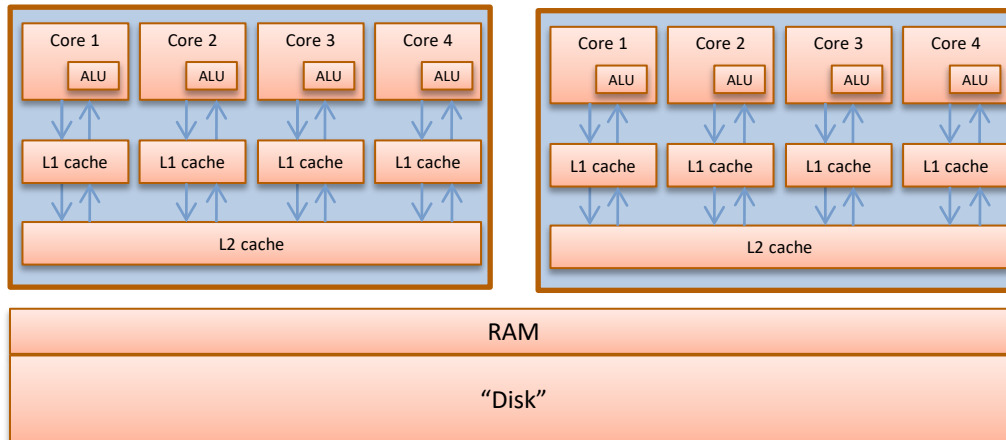 Core 1
Core 2
Core 3
Core 4
ALU
ALU
ALU
ALU
L1 cache
L1 cache
L1 cache
L1 cache
L2 cache
Core 1
Core 2
Core 3
Core 4
ALU
ALU
ALU
ALU
L1 cache
L1 cache
L1 cache
L1 cache
L2 cache
RAM
“Disk”